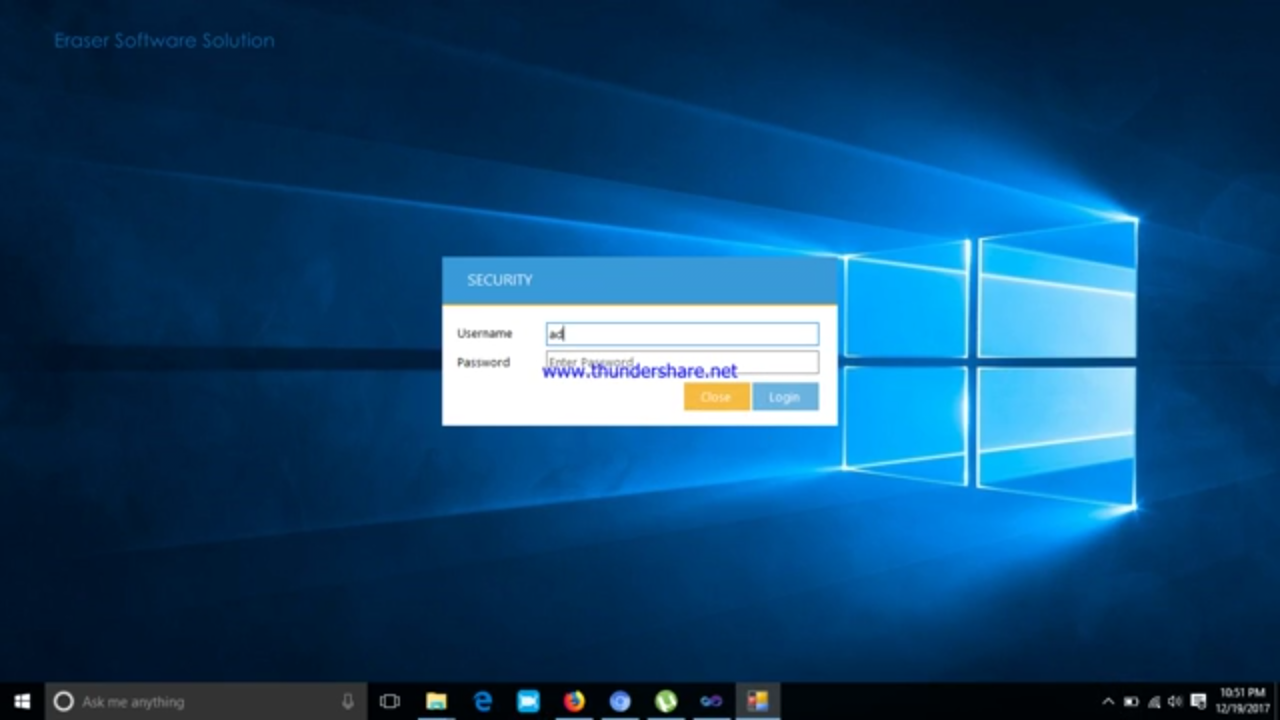 Eraser Software Solution
SECURITY
Username
ad
Password
Enter Password
www.thundershare.net
Close
Login
Ask me anything
10:51 PM
12/19/2017